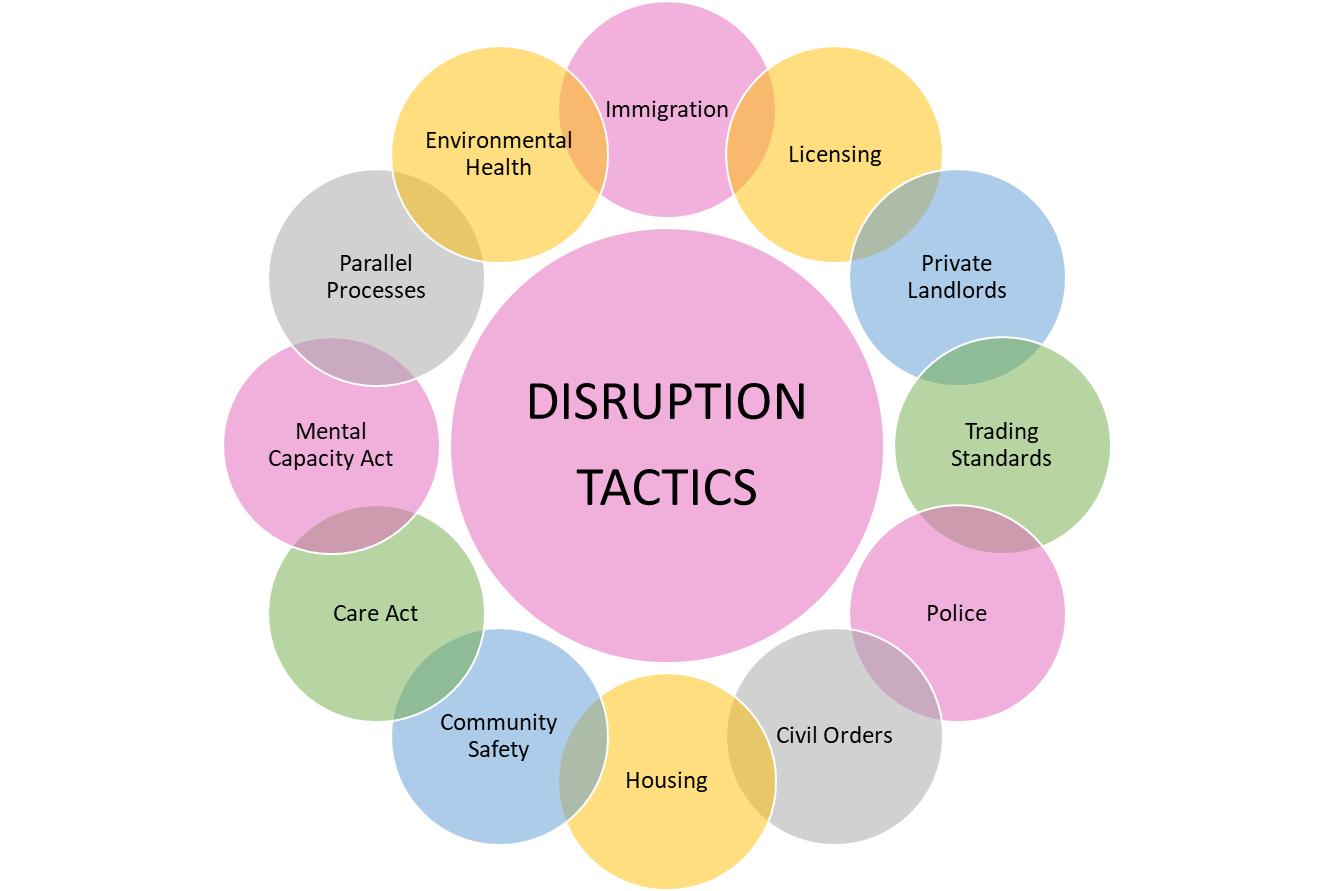 Immigration
Licensing
Private
Landlords
Trading
Standards
Police
Civil Orders
Housing
Community
Safety
Care Act
Mental
Capacity Act
Parallel
Processes
Environmental
Health
DISRUPTION
TACTICS